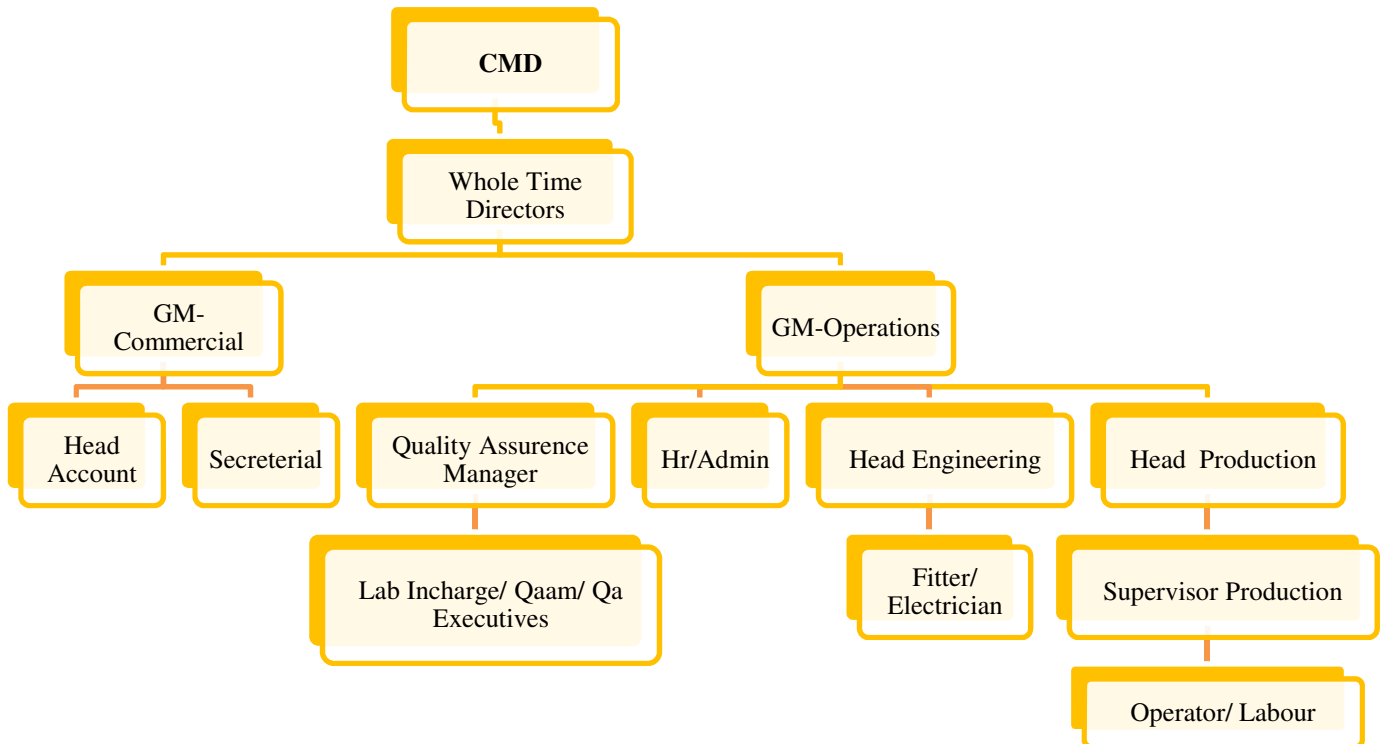 CMD
Whole Time
Directors
GM-
Commercial
GM-Operations
Head
Account
Secreterial
Quality Assurence
Manager
Hr/Admin
Head Engineering
Head Production
Lab Incharge/ Qaam/ Qa
Executives
Fitter/
Electrician
Supervisor Production
Operator/ Labour